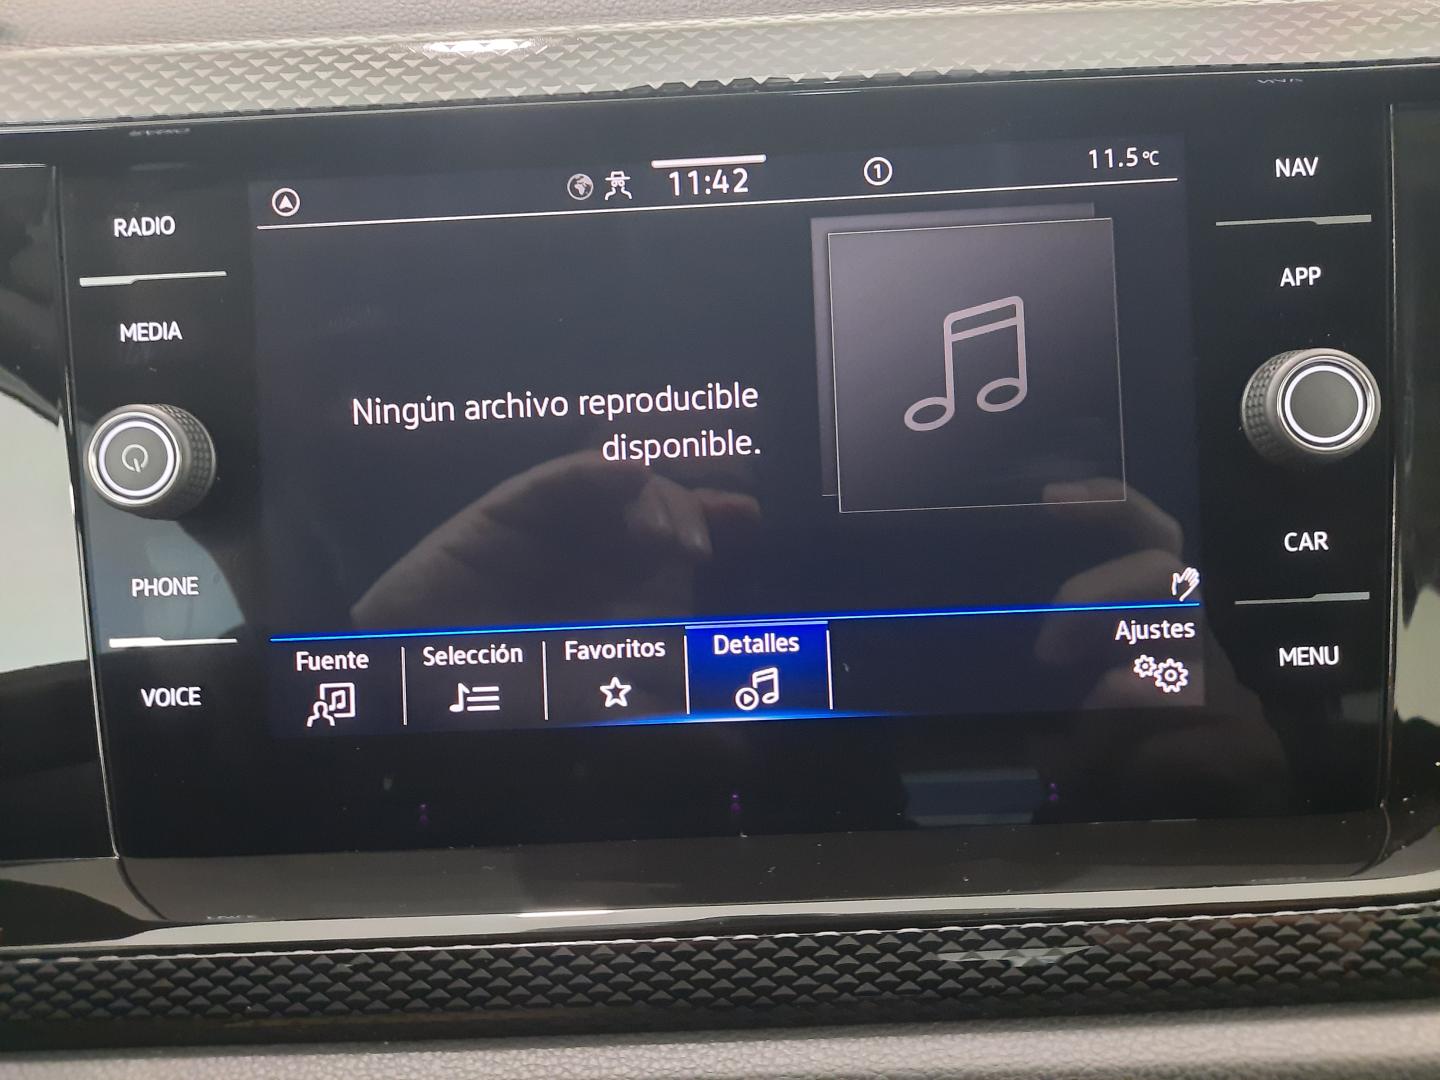 11:42
1
11.5°C
NAV
RADIO
APP
MEDIA
Ningún archivo reproducible
disponible.
PHONE
CAR
VOICE
MENU
Fuente
Selección
Favoritos
Detalles
Ajustes